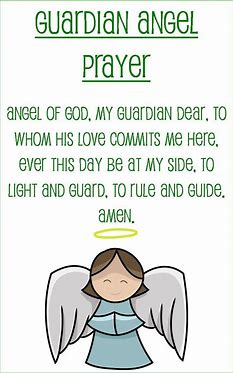 GUARDIAN ANGEL
PRAYER
ANGEL OF GOD, MY GUARDIAN DEAR, TO
WHOM HIS LOVE COMMITS ME HERE,
EVER THIS DAY BE AT MY SIDE, TO
LIGHT AND GUARD, TO RULE AND GUIDE.
AMEN.